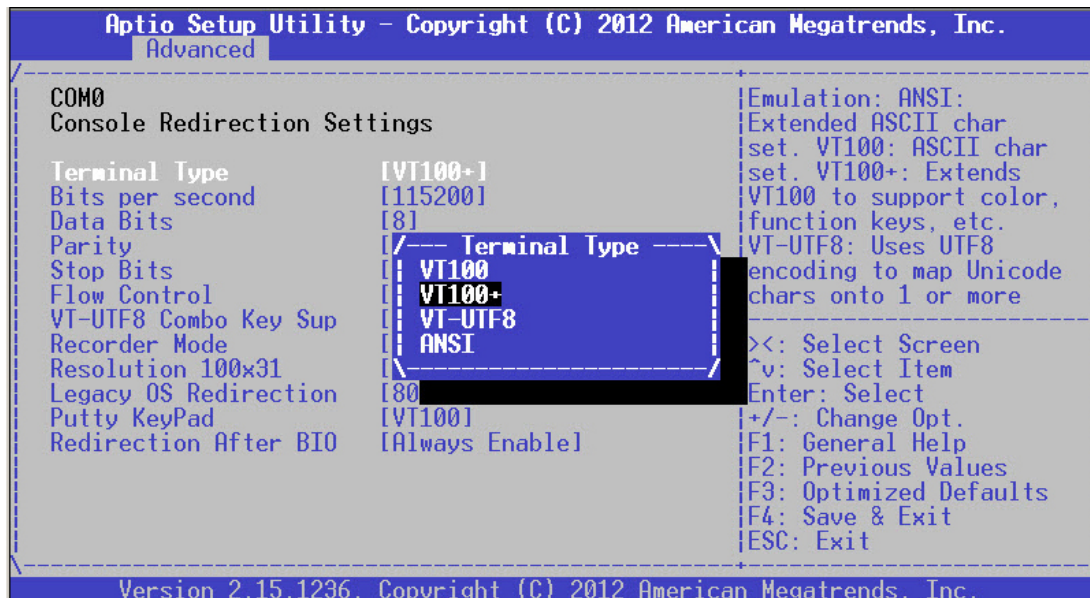 Aptio Setup Utility - Copyright (C) 2012 American Megatrends, Inc.
Advanced
COM0
Console Redirection Settings
Terminal Type [VT100+]
Bits per second [115200]
Data Bits [8]
Parity [
Stop Bits [
Flow Control [
VT-UTF8 Combo Key Sup [
Recorder Mode [
Resolution 100x31 [
Legacy OS Redirection [80
Putty KeyPad [VT100]
Redirection After BIO [Always Enable]
Terminal Type
VT100
VT100+
VT-UTF8
ANSI
Emulation: ANSI:
Extended ASCII char
set. VT100: ASCII char
set. VT100+: Extends
VT100 to support color,
function keys, etc.
VT-UTF8: Uses UTF8
encoding to map Unicode
chars onto 1 or more
><: Select Screen
^v: Select Item
Enter: Select
+/-: Change Opt.
F1: General Help
F2: Previous Values
F3: Optimized Defaults
F4: Save & Exit
ESC: Exit
Version 2.15.1236. Copyright (C) 2012 American Megatrends, Inc.